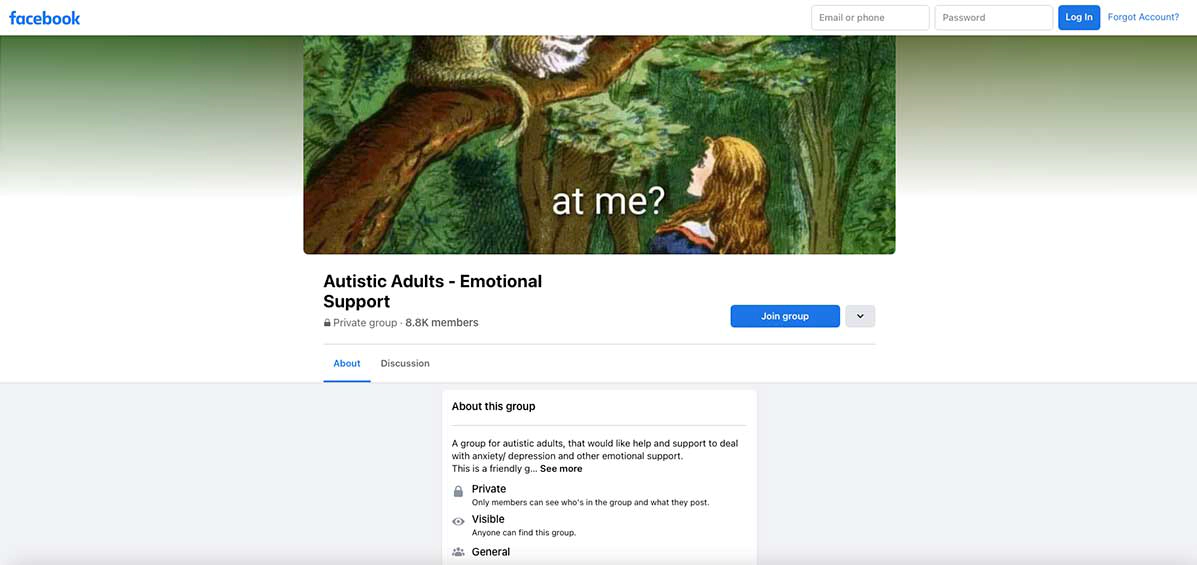 facebook
Email or phone
Password
Log In
Forgot Account?
at me?
Autistic Adults - Emotional
Support
Private group · 8.8K members
Join group
About
Discussion
About this group
A group for autistic adults, that would like help and support to deal
with anxiety/ depression and other emotional support.
This is a friendly g... See more
Private
Only members can see who's in the group and what they post.
Visible
Anyone can find this group.
General